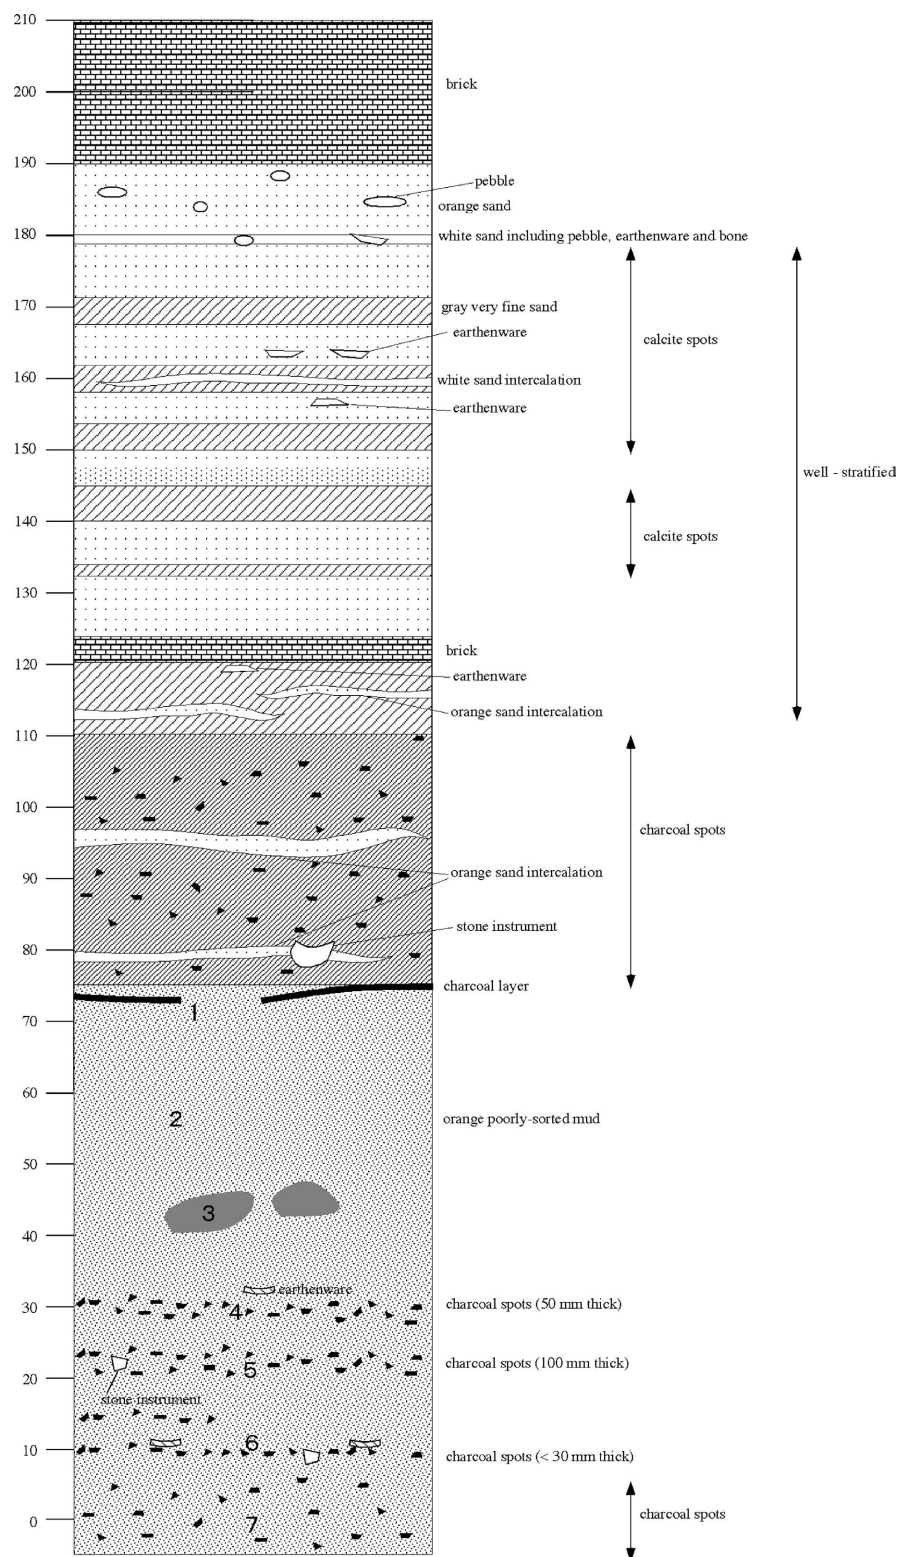 210
brick
200
190
pebble
orange sand
180
white sand including pebble, earthenware and bone
170
gray very fine sand
earthenware
calcite spots
160
white sand intercalation
earthenware
150
well - stratified
140
calcite spots
130
brick
120
earthenware
orange sand intercalation
110
100
charcoal spots
90
orange sand intercalation
stone instrument
80
charcoal layer
1
70
60
2
orange poorly-sorted mud
50
3
40
earthenware
30
4
charcoal spots (50 mm thick)
5
charcoal spots (100 mm thick)
20
stone instrument
6
10
charcoal spots (< 30 mm thick)
charcoal spots
0
7